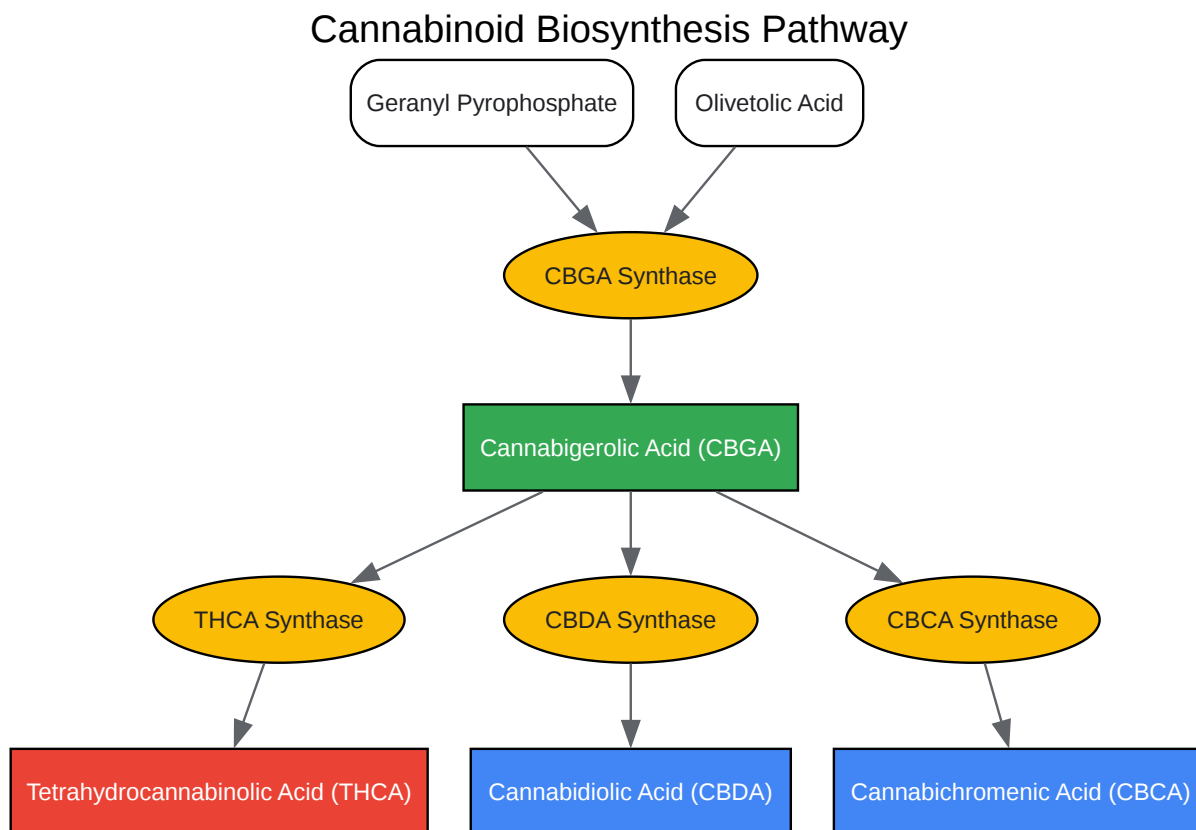 Cannabinoid Biosynthesis Pathway
Geranyl Pyrophosphate
Olivetolic Acid
CBGA Synthase
Cannabigerolic Acid (CBGA)
THCA Synthase
CBDA Synthase
CBCA Synthase
Tetrahydrocannabinolic Acid (THCA)
Cannabidiolic Acid (CBDA)
Cannabichromenic Acid (CBCA)